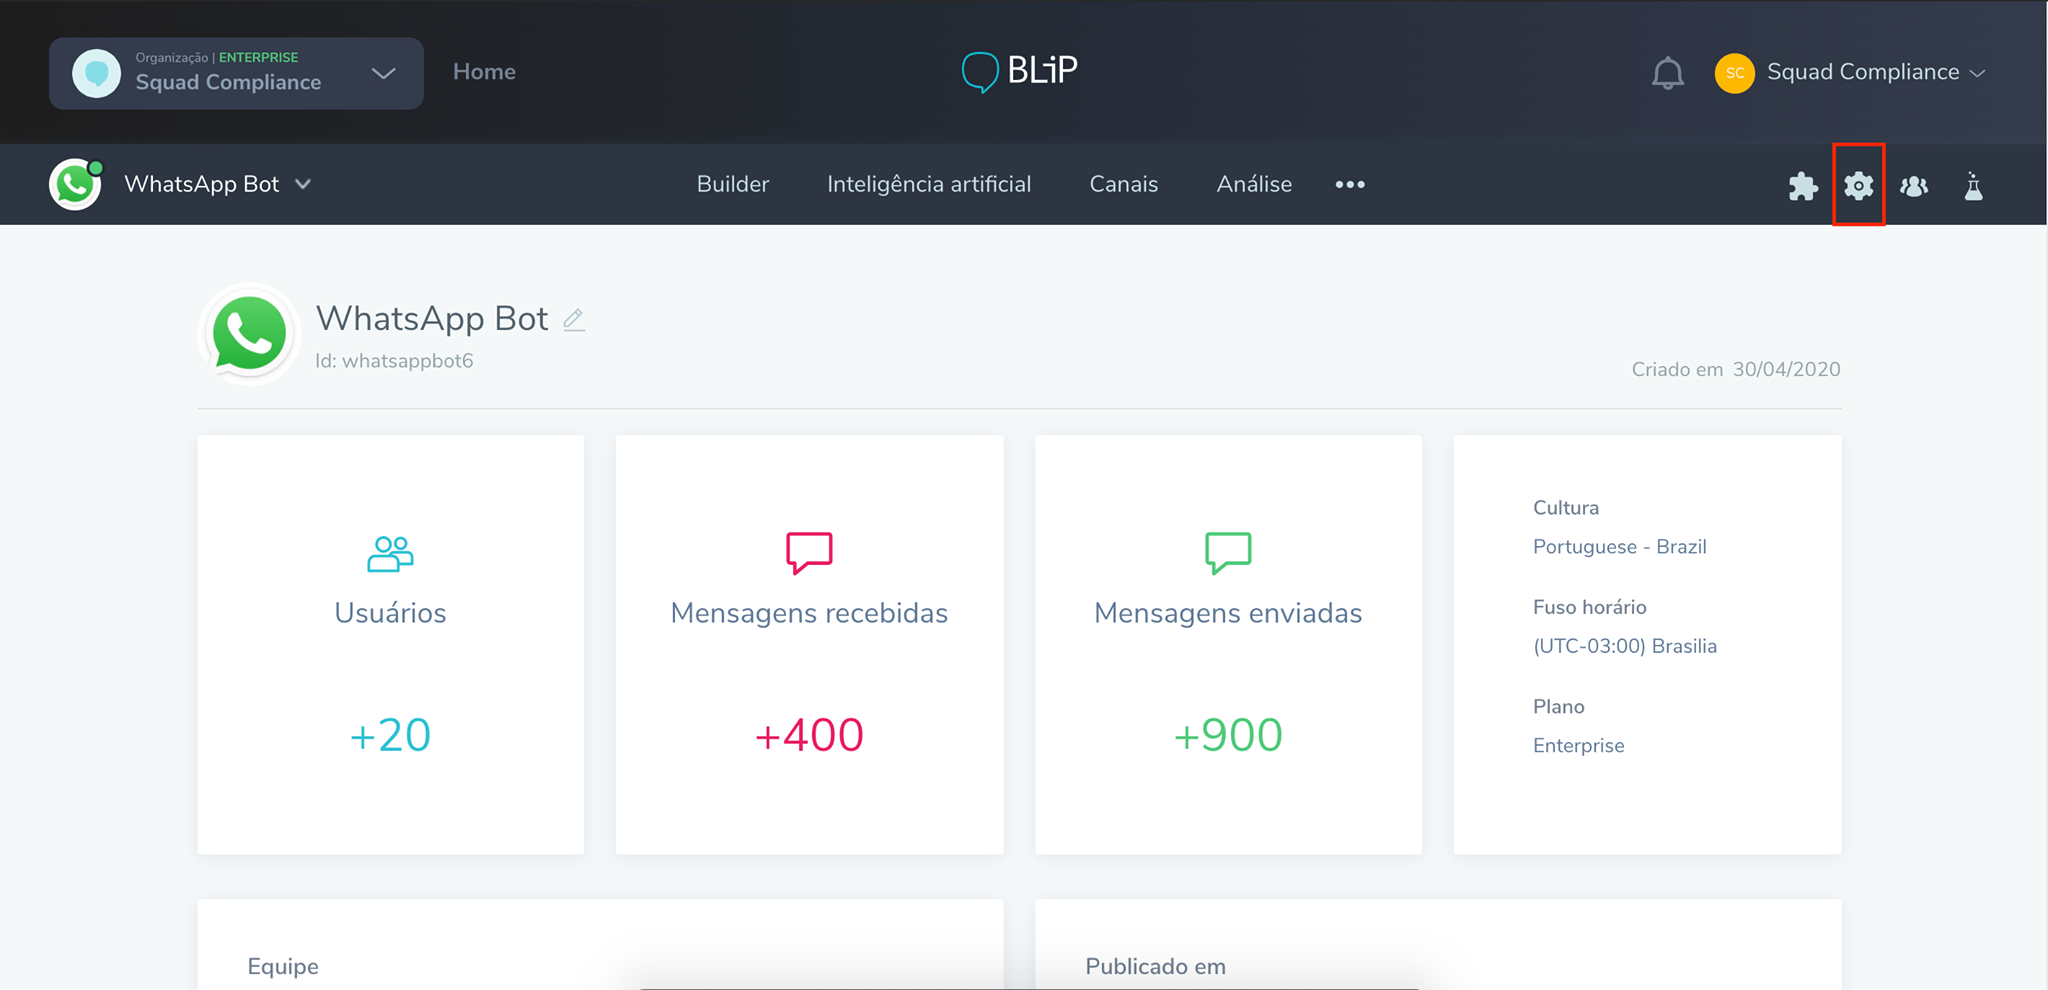 Organização | ENTERPRISE
Squad Compliance
Home
BLiP
SC
Squad Compliance
WhatsApp Bot
Builder
Inteligência artificial
Canais
Análise
WhatsApp Bot
Id: whatsappbot6
Criado em 30/04/2020
Usuários
+20
Mensagens recebidas
+400
Mensagens enviadas
+900
Cultura
Portuguese - Brazil
Fuso horário
(UTC-03:00) Brasilia
Plano
Enterprise
Equipe
Publicado em